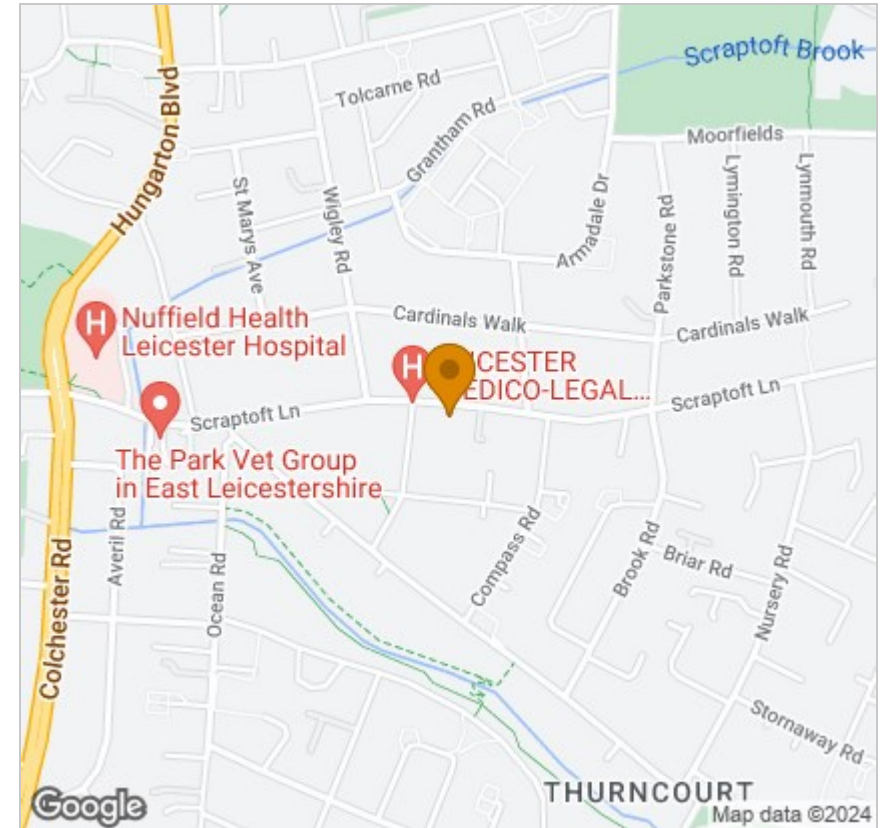 Scraptoft Brook
Tolcarne Rd
Hungarton Blvd
Grantham Rd
Moorfields
St Marys Ave
Wigley Rd
Armadale Dr
Parkstone Rd
Lymington Rd
Lynmouth Rd
H
Nuffield Health
Leicester Hospital
Cardinals Walk
Cardinals Walk
H
ICESTER
EDICO-LEGAL...
Scraptoft Ln
Scraptoft Ln
The Park Vet Group
in East Leicestershire
Colchester Rd
Averil Rd
Ocean Rd
Compass Rd
Brook Rd
Briar Rd
Nursery Rd
Stornaway Rd
THURNCOURT
Google
Map data ©2024